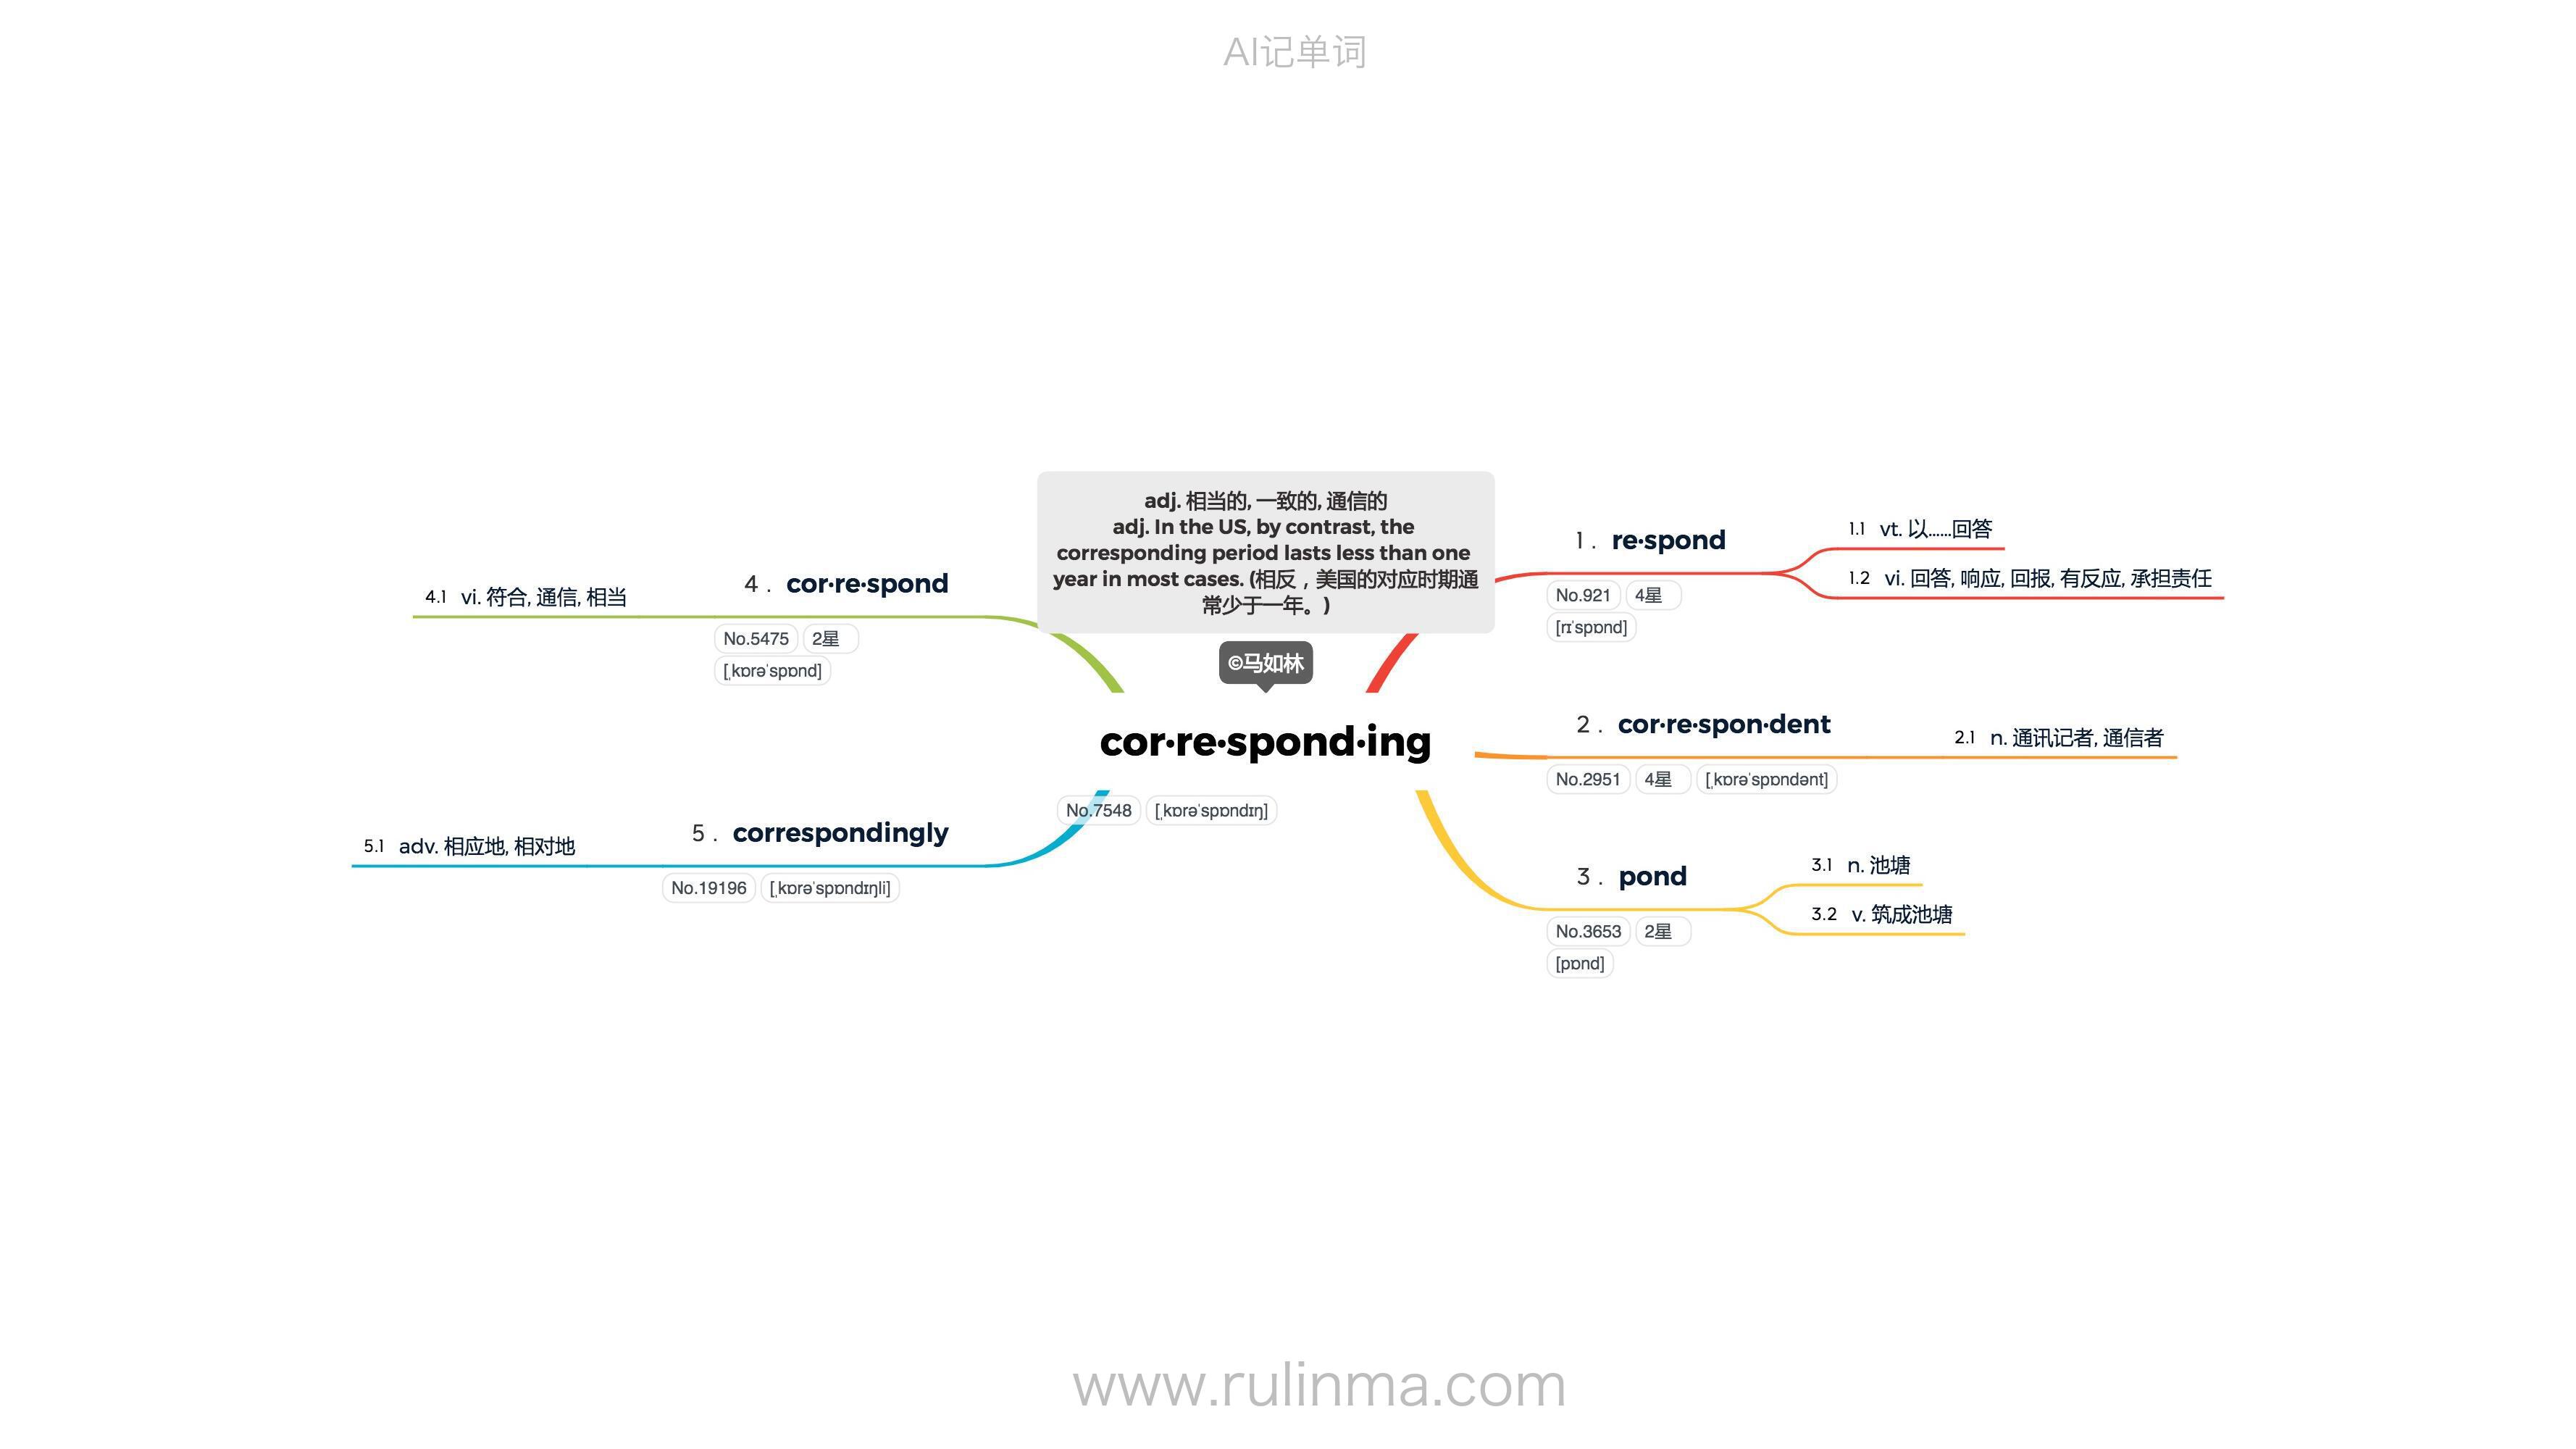 AI记单词
adj. 相当的, 一致的, 通信的
adj. In the US, by contrast, the
corresponding period lasts less than one
year in most cases. (相反，美国的对应时期通
常少于一年。)
©马如林
cor·re·spond·ing
No.7548 [ˌkɒrəˈspɒndɪŋ]
1 . re·spond
No.921 4星
[rɪˈspɒnd]
1.1 vt. 以……回答
1.2 vi. 回答, 响应, 回报, 有反应, 承担责任
2 . cor·re·spon·dent
No.2951 4星 [ˌkɒrəˈspɒndənt]
2.1 n. 通讯记者, 通信者
3 . pond
No.3653 2星
[pɒnd]
3.1 n. 池塘
3.2 v. 筑成池塘
4 . cor·re·spond
No.5475 2星
[ˌkɒrəˈspɒnd]
4.1 vi. 符合, 通信, 相当
5 . correspondingly
No.19196 [ˌkɒrəˈspɒndɪŋli]
5.1 adv. 相应地, 相对地
www.rulinma.com